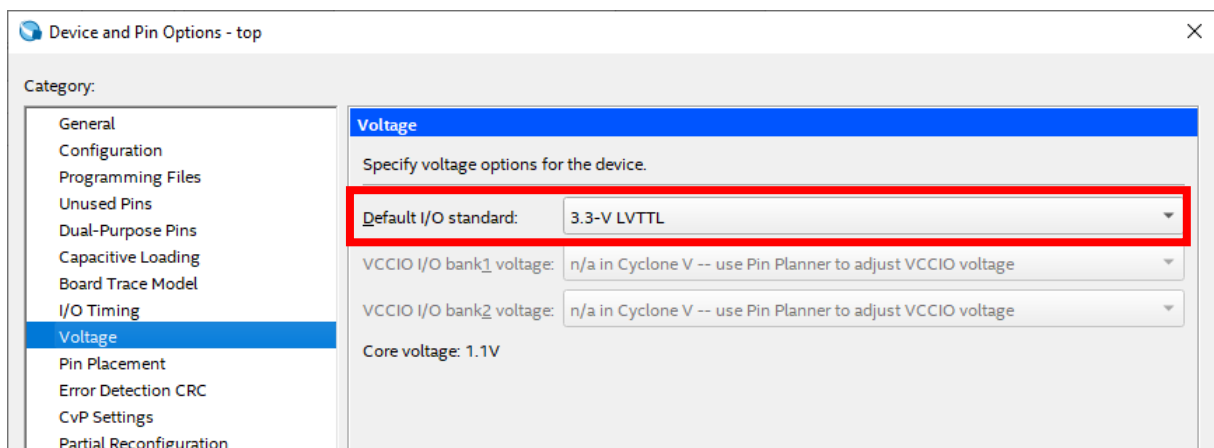 Device and Pin Options - top
Category:
General
Configuration
Programming Files
Unused Pins
Dual-Purpose Pins
Capacitive Loading
Board Trace Model
I/O Timing
Voltage
Pin Placement
Error Detection CRC
CvP Settings
Partial Reconfiguration
Voltage
Specify voltage options for the device.
Default I/O standard: 3.3-V LVTTL
VCCIO I/O bank1 voltage: n/a in Cyclone V -- use Pin Planner to adjust VCCIO voltage
VCCIO I/O bank2 voltage: n/a in Cyclone V -- use Pin Planner to adjust VCCIO voltage
Core voltage: 1.1V